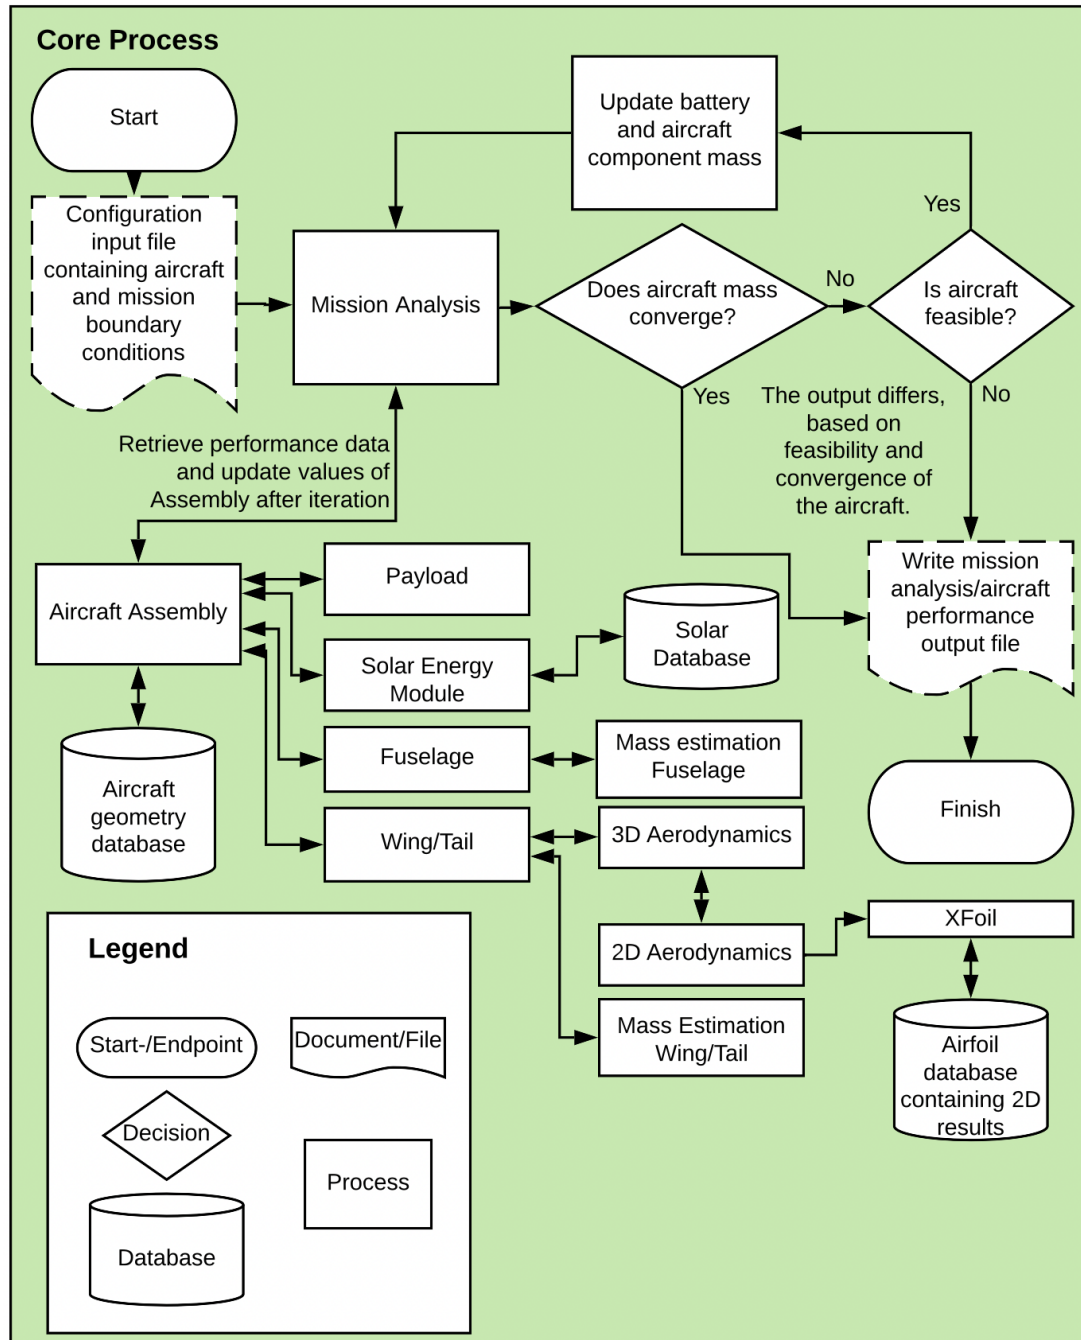 Core Process
Start
Configuration
input file
containing aircraft
and mission
boundary
conditions
Mission Analysis
Update battery
and aircraft
component mass
Does aircraft mass
converge?
No
Yes
Is aircraft
feasible?
Yes
No
The output differs,
based on
feasibility and
convergence of
the aircraft.
Retrieve performance data
and update values of
Assembly after iteration
Write mission
analysis/aircraft
performance
output file
Finish
Aircraft Assembly
Payload
Solar Energy
Module
Solar
Database
Fuselage
Mass estimation
Fuselage
Wing/Tail
3D Aerodynamics
2D Aerodynamics
Mass Estimation
Wing/Tail
XFoil
Airfoil
database
containing 2D
results
Aircraft
geometry
database
Legend
Start-/Endpoint
Document/File
Decision
Process
Database